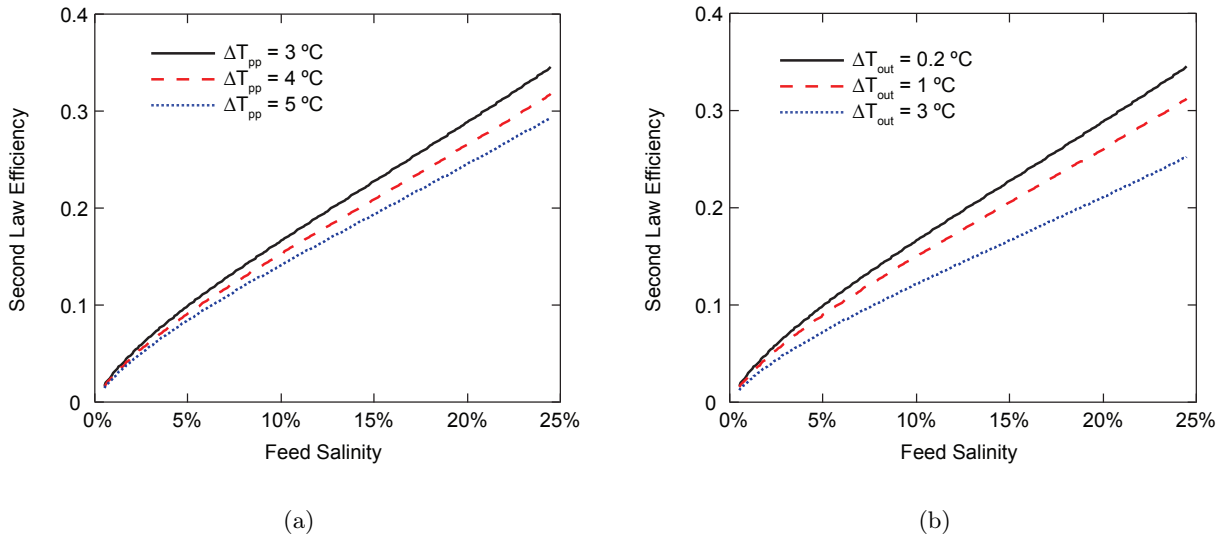 0.4
0.3
0.2
0.1
0
Second Law Efficiency
ΔTpp = 3 ºC
ΔTpp = 4 ºC
ΔTpp = 5 ºC
0% 5% 10% 15% 20% 25%
Feed Salinity
(a)
0.4
0.3
0.2
0.1
0
Second Law Efficiency
ΔTout = 0.2 ºC
ΔTout = 1 ºC
ΔTout = 3 ºC
0% 5% 10% 15% 20% 25%
Feed Salinity
(b)